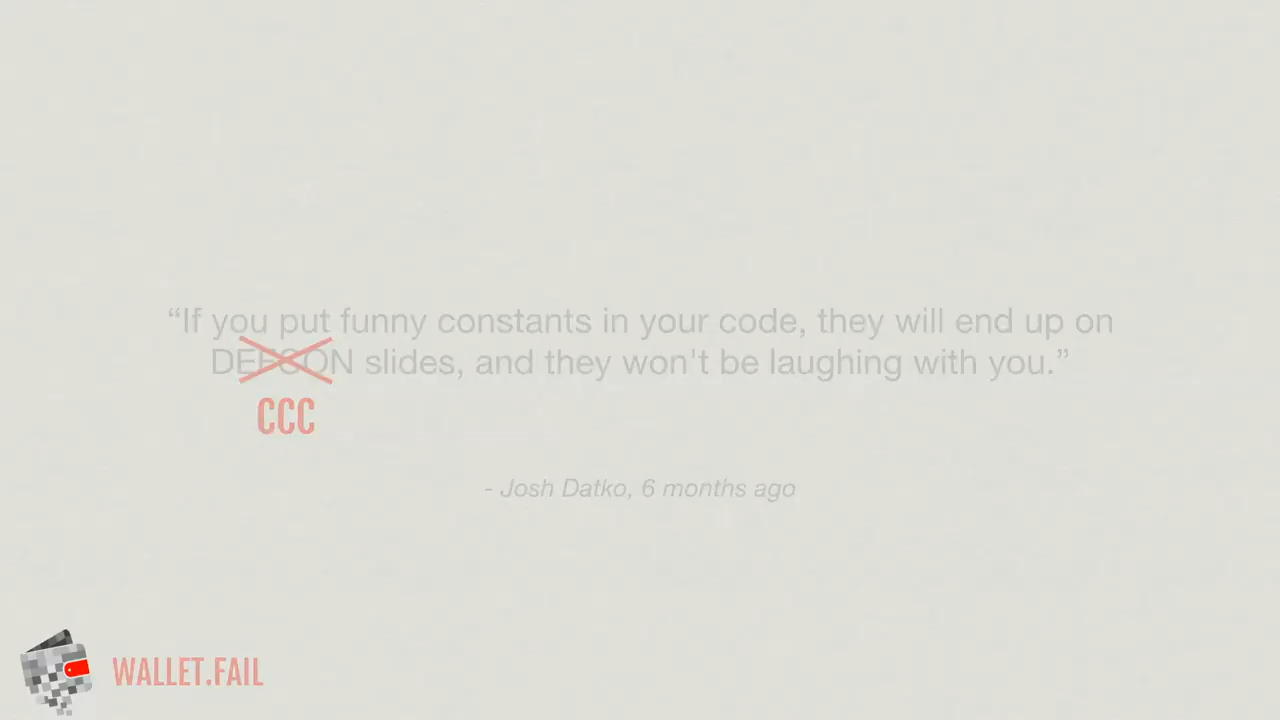 “If you put funny constants in your code, they will end up on
DEFCON slides, and they won't be laughing with you.”
CCC
- Josh Datko, 6 months ago
WALLET.FAIL